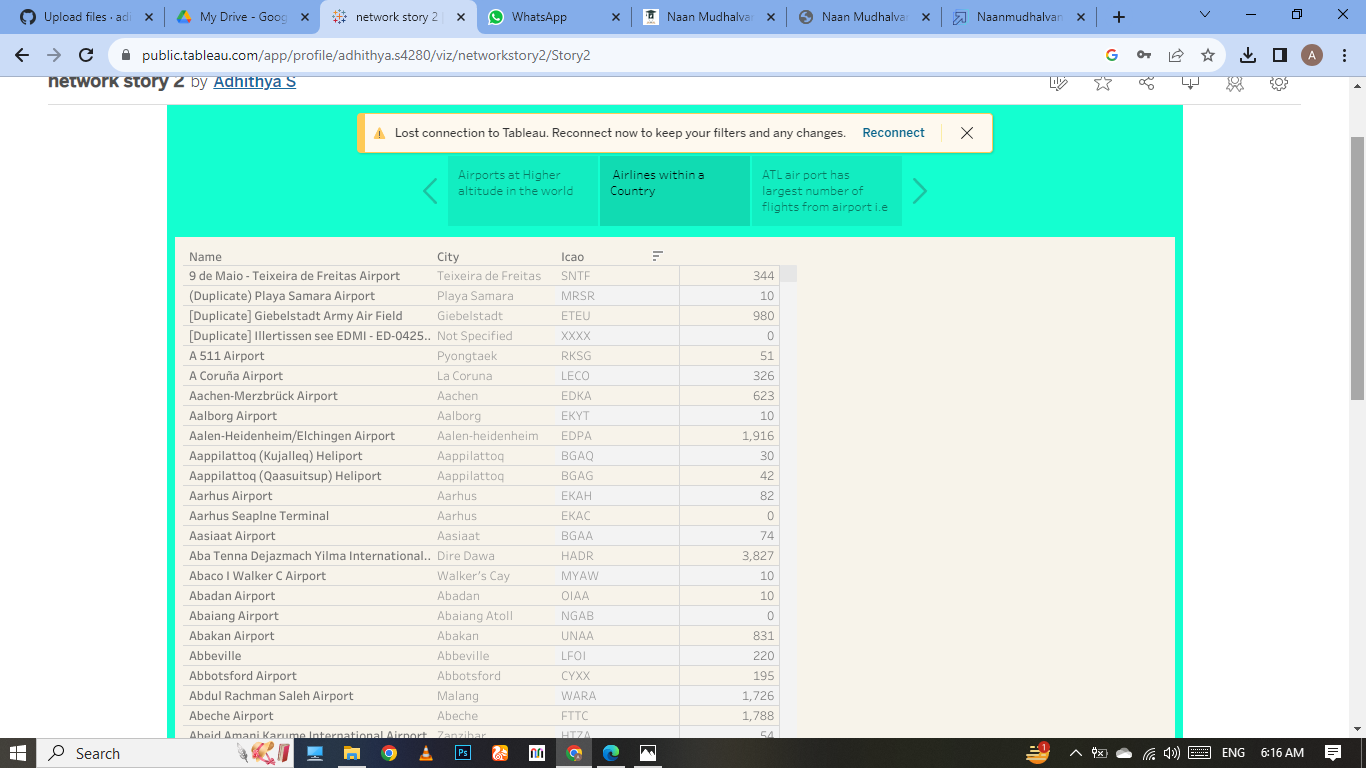 Upload files · adi
My Drive - Goog
network story 2 |
WhatsApp
Naan Mudhalva
Naan Mudhalva
Naanmudhalvan
public.tableau.com/app/profile/adhithya.s4280/viz/networkstory2/Story2
A
network story 2 by Adhithya S
Lost connection to Tableau. Reconnect now to keep your filters and any changes. Reconnect
Airports at Higher
altitude in the world
Airlines within a
Country
ATL air port has
largest number of
flights from airport i.e
Name City Icao
9 de Maio - Teixeira de Freitas Airport Teixeira de Freitas SNTF 344
(Duplicate) Playa Samara Airport Playa Samara MRSR 10
[Duplicate] Giebelstadt Army Air Field Giebelstadt ETEU 980
[Duplicate] Illertissen see EDMI - ED-0425.. Not Specified XXXX 0
A 511 Airport Pyongtaek RKSG 51
A Coruña Airport La Coruna LECO 326
Aachen-Merzbrück Airport Aachen EDKA 623
Aalborg Airport Aalborg EKYT 10
Aalen-Heidenheim/Elchingen Airport Aalen-heidenheim EDPA 1,916
Aappilattoq (Kujalleq) Heliport Aappilattoq BGAQ 30
Aappilattoq (Qaasuitsup) Heliport Aappilattoq BGAG 42
Aarhus Airport Aarhus EKAH 82
Aarhus Seaplne Terminal Aarhus EKAC 0
Aasiaat Airport Aasiaat BGAA 74
Aba Tenna Dejazmach Yilma International.. Dire Dawa HADR 3,827
Abaco I Walker C Airport Walker's Cay MYAW 10
Abadan Airport Abadan OIAA 10
Abaiang Airport Abaiang Atoll NGAB 0
Abakan Airport Abakan UNAA 831
Abbeville Abbeville LFOI 220
Abbotsford Airport Abbotsford CYXX 195
Abdul Rachman Saleh Airport Malang WARA 1,726
Abeche Airport Abeche FTTC 1,788
Abeid Amani Karume International Airport Zanzibar HTZA 54
Search
Ps
1
ENG
6:16 AM